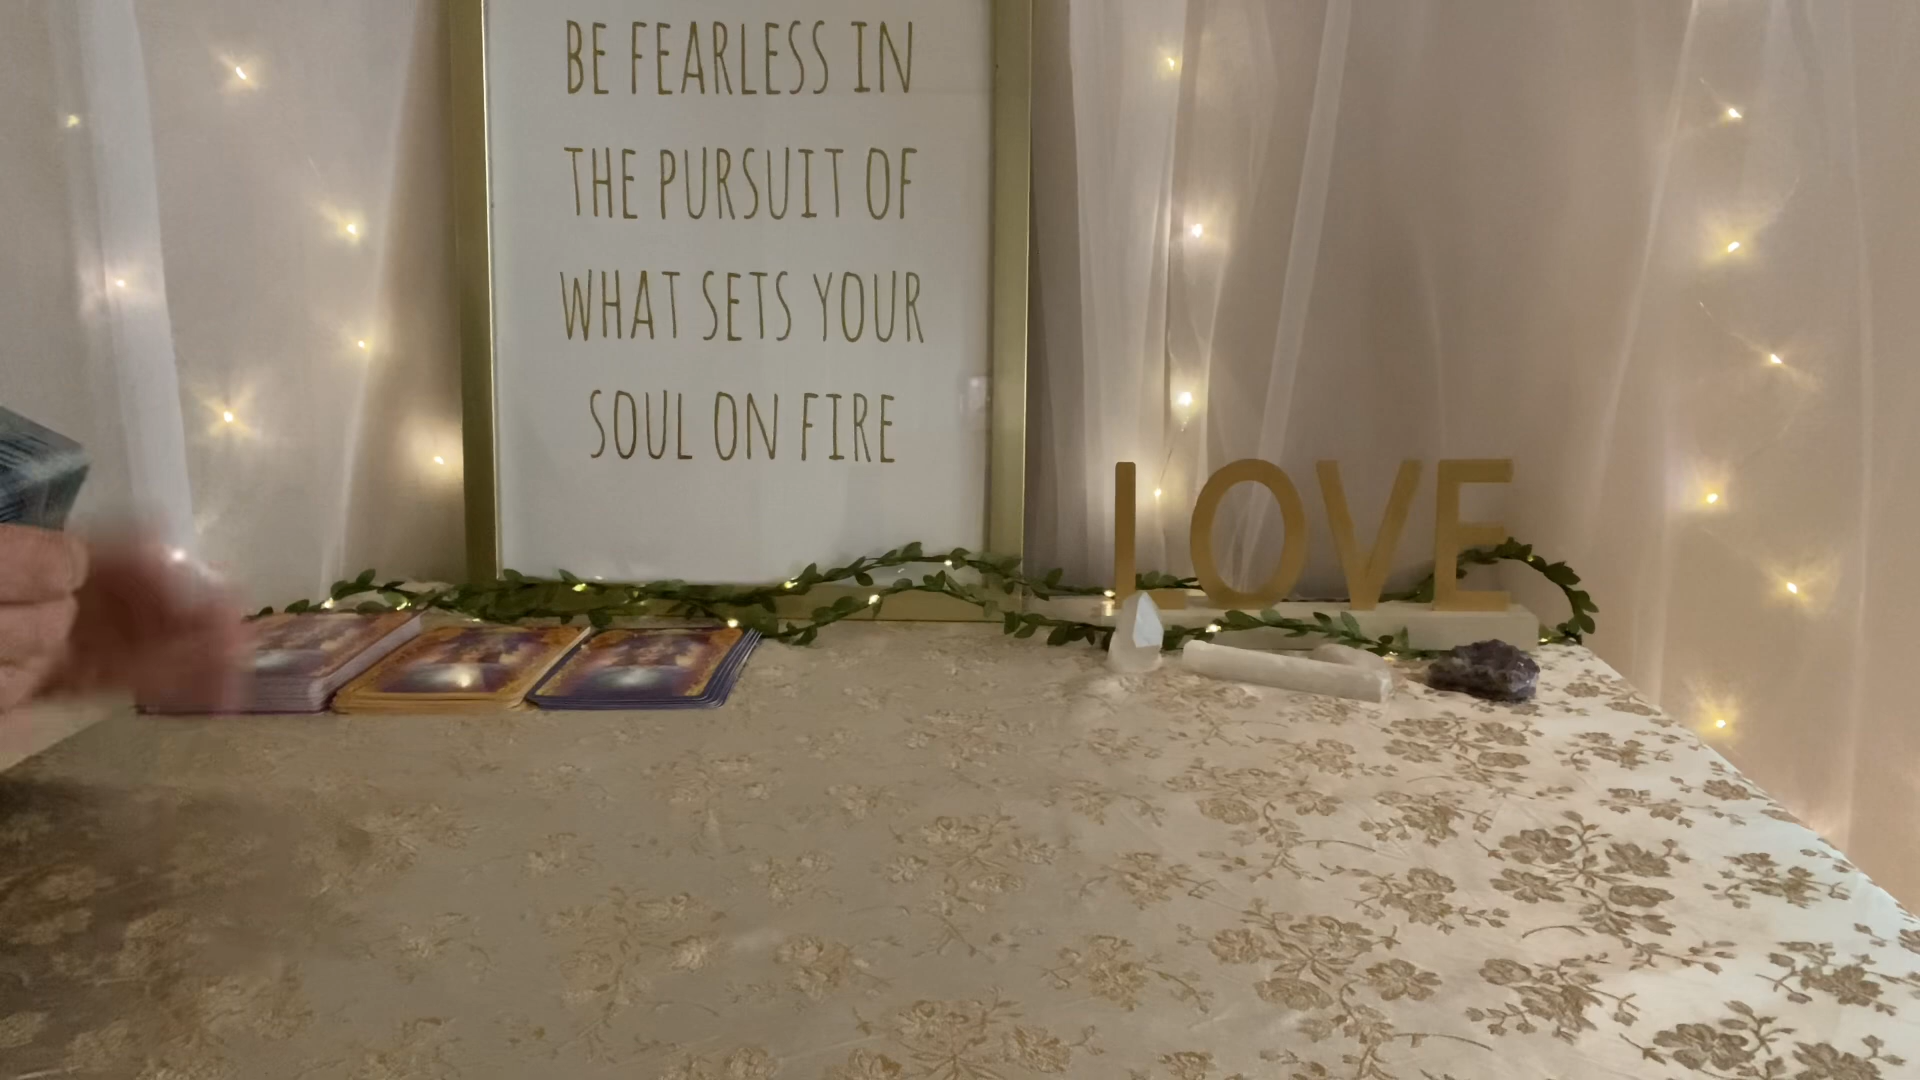 BE FEARLESS IN
THE PURSUIT OF
WHAT SETS YOUR
SOUL ON FIRE
LOVE